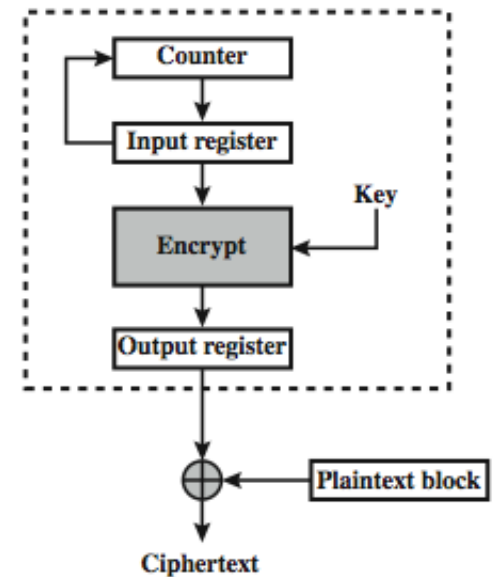 Counter
Input register
Key
Encrypt
Output register
Plaintext block
Ciphertext